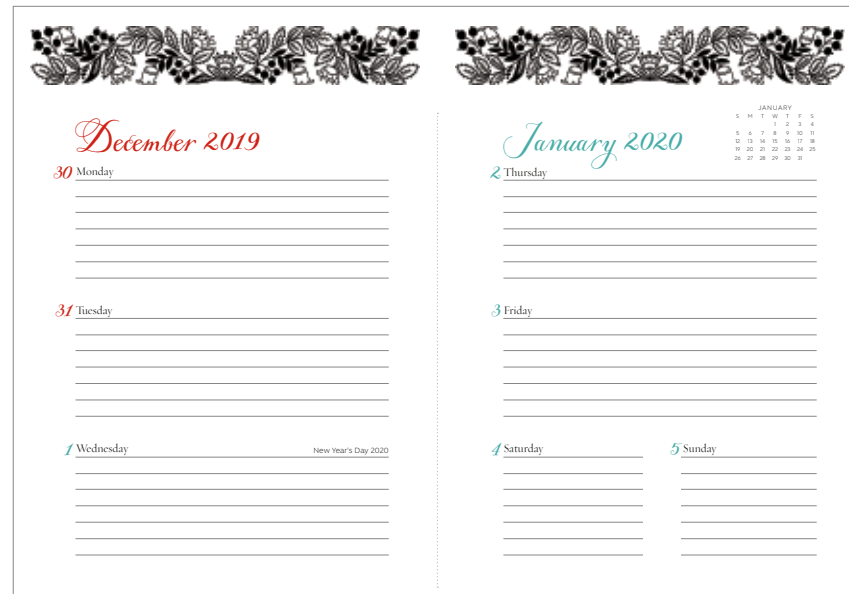 December 2019
30 Monday
31 Tuesday
1 Wednesday New Year's Day 2020
January 2020
JANUARY
S M T W T F S
1 2 3 4
5 6 7 8 9 10 11
12 13 14 15 16 17 18
19 20 21 22 23 24 25
26 27 28 29 30 31
2 Thursday
3 Friday
4 Saturday
5 Sunday